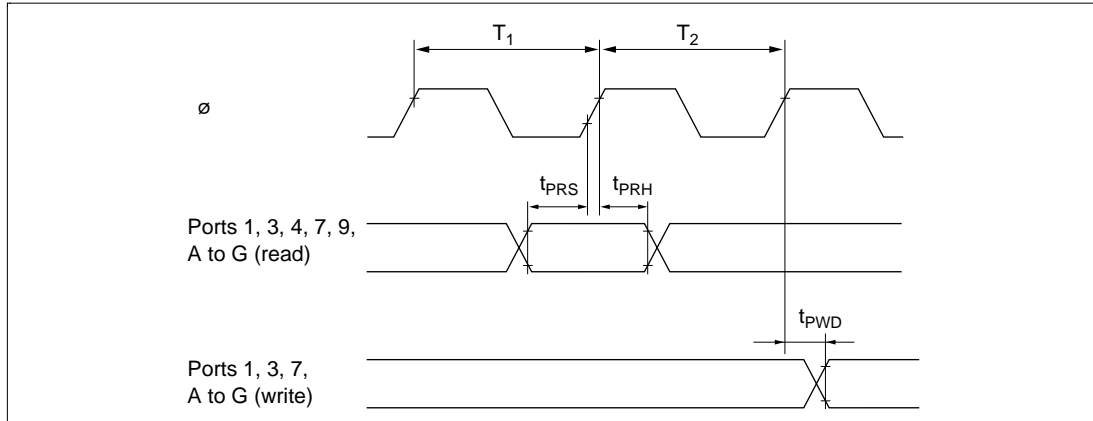 T1 T2
ø
tPRS tPRH
Ports 1, 3, 4, 7, 9,
A to G (read)
tPWD
Ports 1, 3, 7,
A to G (write)